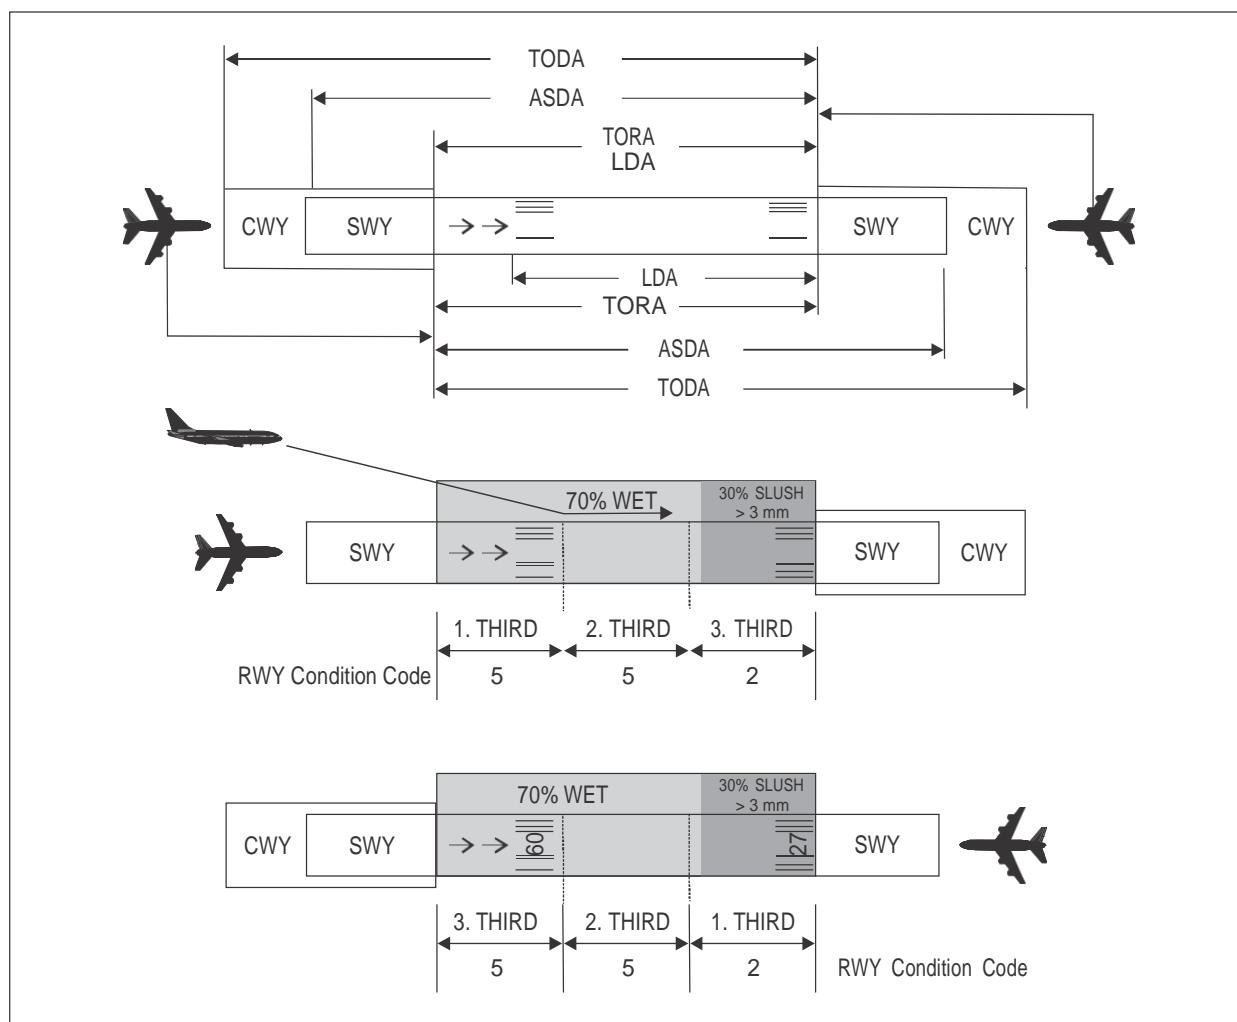 TODA
ASDA
TORA
LDA
CWY SWY SWY CWY
LDA
TORA
ASDA
TODA
70% WET 30% SLUSH
> 3 mm
SWY SWY CWY
1. THIRD 2. THIRD 3. THIRD
RWY Condition Code 5 5 2
70% WET 30% SLUSH
> 3 mm
CWY SWY 60 27 SWY
3. THIRD 2. THIRD 1. THIRD
5 5 2 RWY Condition Code